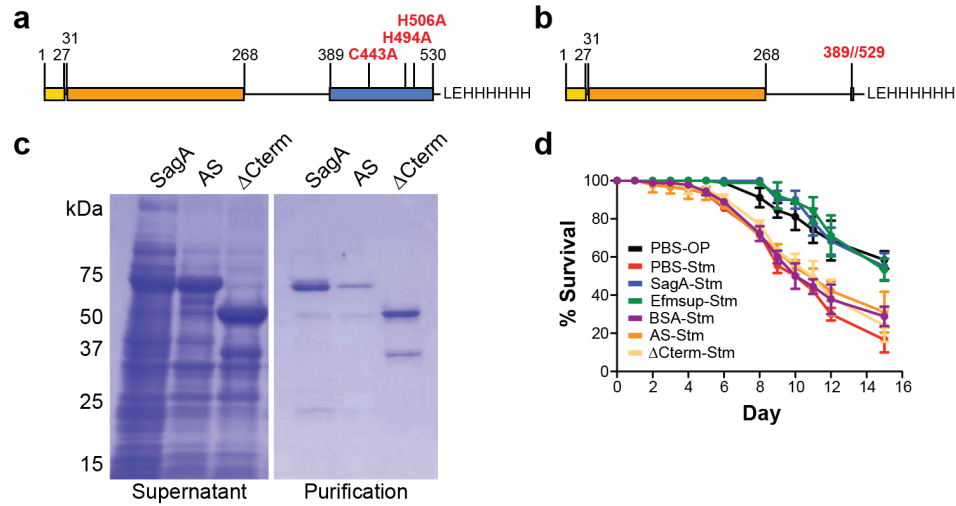 a
H506A
H494A
C443A
31
1 27 268 389 530
LEHHHHHH
b
31
1 27 268 389//529
LEHHHHHH
c
SagA AS ΔCterm SagA AS ΔCterm
kDa
75
50
37
25
15
Supernatant Purification
d
100
80
60
40
20
0
% Survival
PBS-OP
PBS-Stm
SagA-Stm
Efmsup-Stm
BSA-Stm
AS-Stm
ΔCterm-Stm
0 2 4 6 8 10 12 14 16
Day